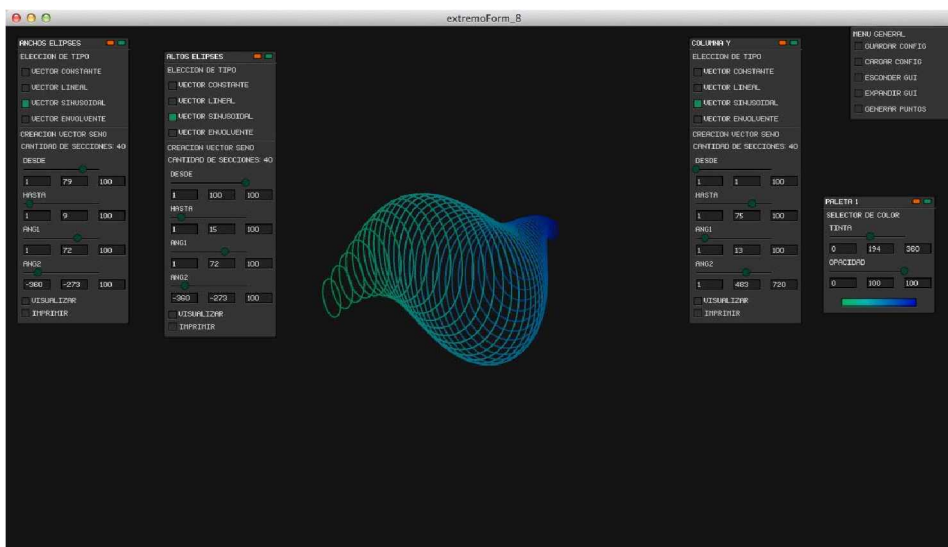 extremoForm_8
ANCHOS ELIPSES
ELECCION DE TIPO
VECTOR CONSTANTE
VECTOR LINEAL
VECTOR SINUSOIDAL
VECTOR ENVOLVENTE
CREACION VECTOR SENO
CANTIDAD DE SECCIONES: 40
DESDE
1 79 100
HASTA
1 9 100
ANG1
1 72 100
ANG2
-360 -273 100
VISUALIZAR
IMPRIMIR
ALTOS ELIPSES
ELECCION DE TIPO
VECTOR CONSTANTE
VECTOR LINEAL
VECTOR SINUSOIDAL
VECTOR ENVOLVENTE
CREACION VECTOR SENO
CANTIDAD DE SECCIONES: 40
DESDE
1 100 100
HASTA
1 15 100
ANG1
1 72 100
ANG2
-360 -273 100
VISUALIZAR
IMPRIMIR
COLUMNA Y
ELECCION DE TIPO
VECTOR CONSTANTE
VECTOR LINEAL
VECTOR SINUSOIDAL
VECTOR ENVOLVENTE
CREACION VECTOR SENO
CANTIDAD DE SECCIONES: 40
DESDE
1 1 100
HASTA
1 75 100
ANG1
1 13 100
ANG2
1 483 720
VISUALIZAR
IMPRIMIR
MENU GENERAL
GUARDAR CONFIG
CARGAR CONFIG
ESCONDER GUI
EXPANDIR GUI
GENERAR PUNTOS
PALETA 1
SELECTOR DE COLOR
TINTA
0 194 360
OPACIDAD
0 100 100